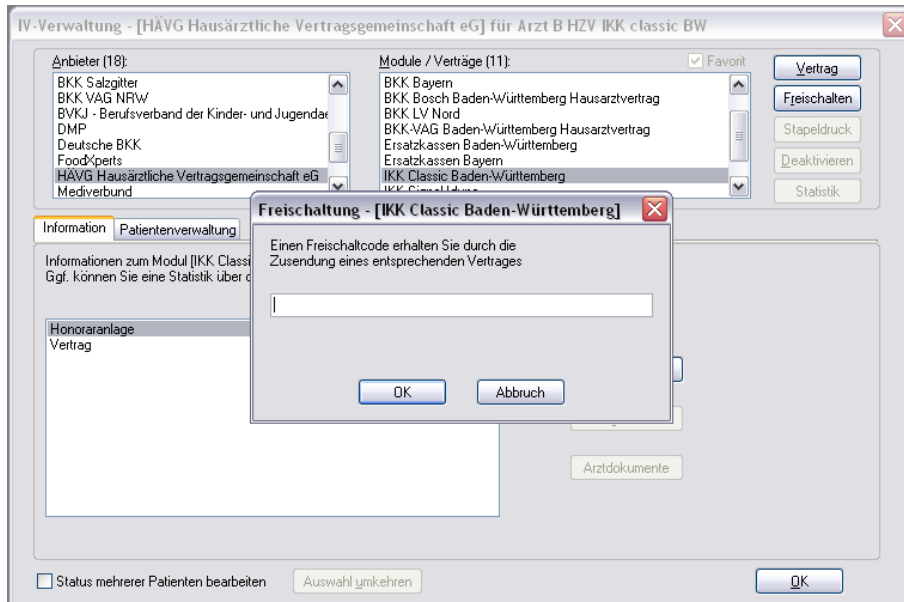 IV-Verwaltung - [HÄVG Hausärztliche Vertragsgemeinschaft eG] für Arzt B HZV IKK classic BW
Anbieter (18):
BKK Salzgitter
BKK VAG NRW
BVKJ - Berufsverband der Kinder- und Jugendae
DMP
Deutsche BKK
FoodXperts
HÄVG Hausärztliche Vertragsgemeinschaft eG
Mediverbund
Module / Verträge (11):
Favorit
BKK Bayern
BKK Bosch Baden-Württemberg Hausarztvertrag
BKK LV Nord
BKK-VAG Baden-Württemberg Hausarztvertrag
Ersatzkassen Baden-Württemberg
Ersatzkassen Bayern
IKK Classic Baden-Württemberg
Vertrag
Freischalten
Stapeldruck
Deaktivieren
Statistik
Freischaltung - [IKK Classic Baden-Württemberg]
Einen Freischaltcode erhalten Sie durch die
Zusendung eines entsprechenden Vertrages
OK
Abbruch
Information
Patientenverwaltung
Informationen zum Modul [IKK Classi
Ggf. können Sie eine Statistik über d
Honoraranlage
Vertrag
Arztdokumente
Status mehrerer Patienten bearbeiten
Auswahl umkehren
OK